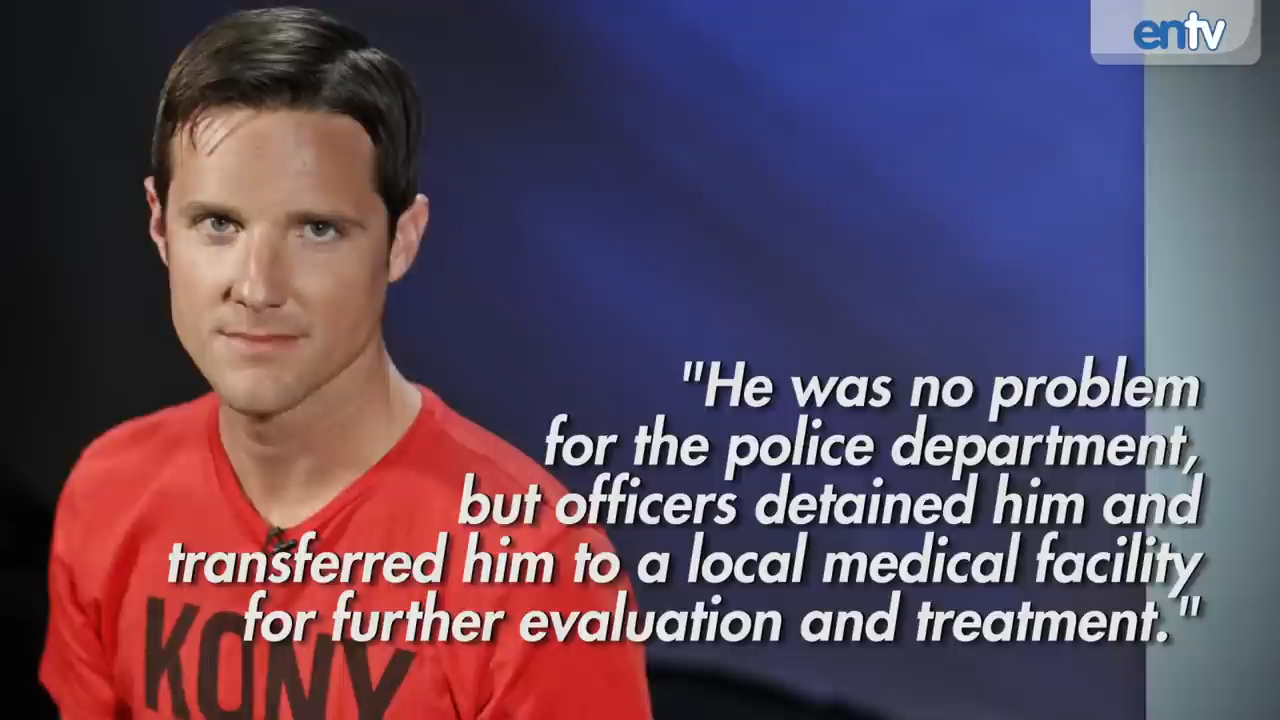 entv
"He was no problem
for the police department,
but officers detained him and
transferred him to a local medical facility
for further evaluation and treatment."
KONY